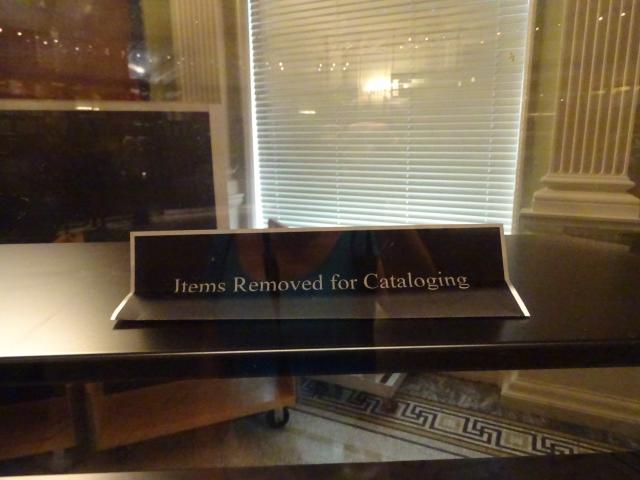 Items Removed for Cataloging